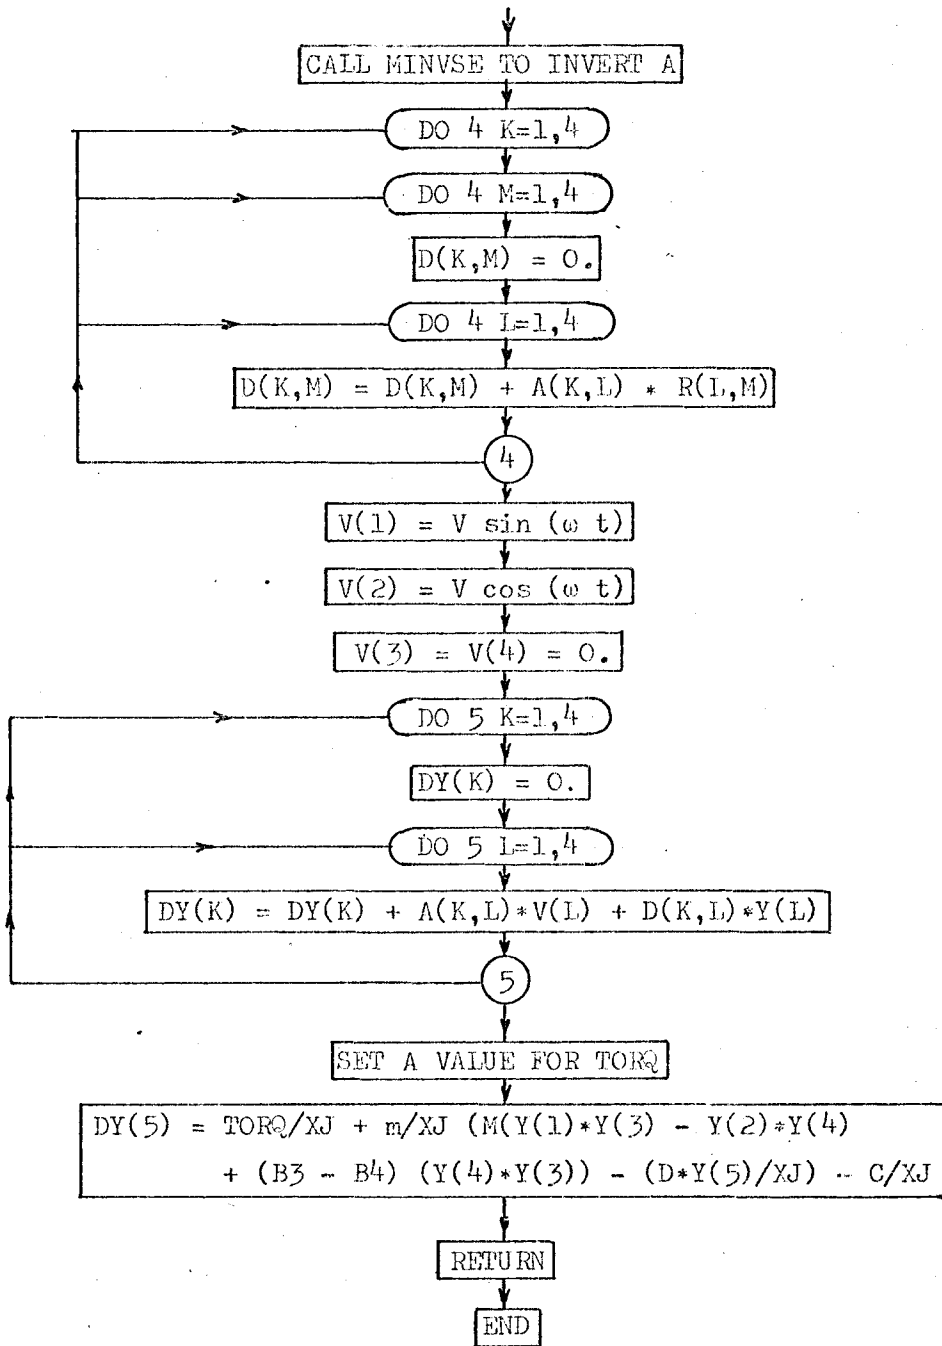 CALL MINVSE TO INVERT A
DO 4 K=1,4
DO 4 M=1,4
D(K,M) = 0.
DO 4 L=1,4
D(K,M) = D(K,M) + A(K,L) * R(L,M)
4
V(1) = V sin (ω t)
V(2) = V cos (ω t)
V(3) = V(4) = 0.
DO 5 K=1,4
DY(K) = 0.
DO 5 L=1,4
DY(K) = DY(K) + A(K,L)*V(L) + D(K,L)*Y(L)
5
SET A VALUE FOR TORQ
DY(5) = TORQ/XJ + m/XJ (M(Y(1)*Y(3) - Y(2)*Y(4)
+ (B3 - B4) (Y(4)*Y(3)) - (D*Y(5)/XJ) - C/XJ
RETURN
END